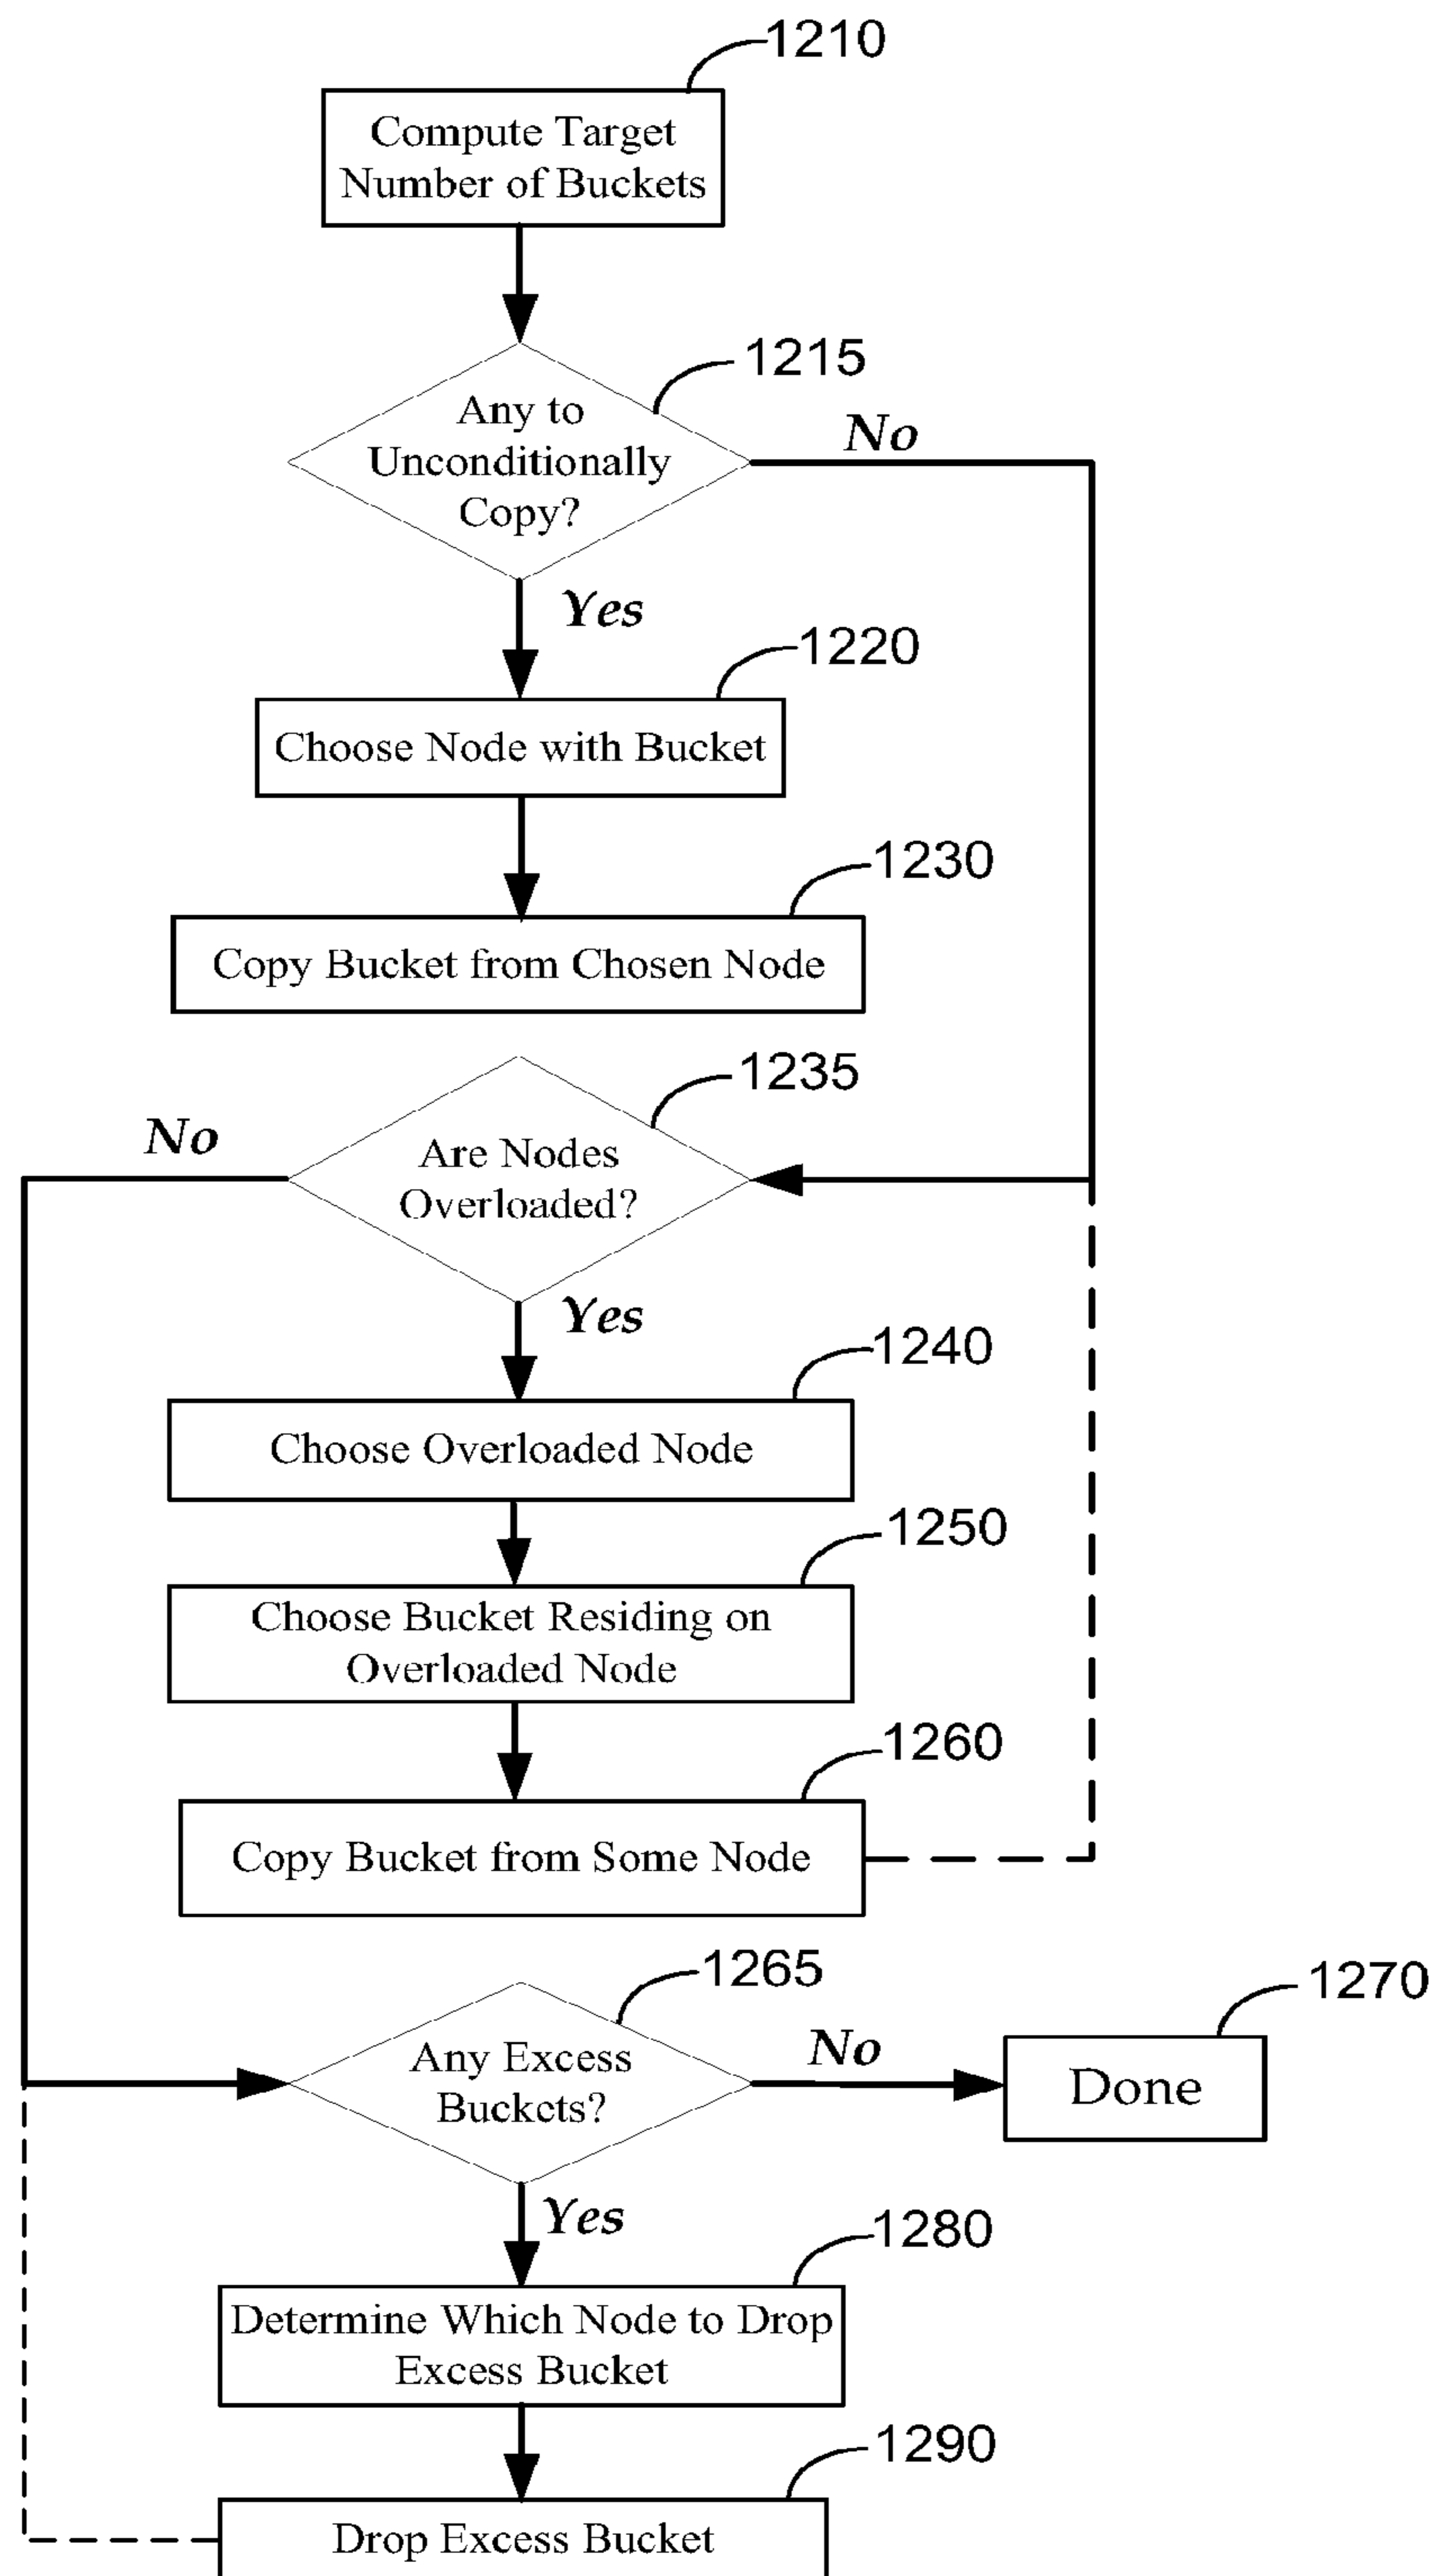 1210
Compute Target
Number of Buckets
1215
Any to
Unconditionally
Copy?
No
Yes
1220
Choose Node with Bucket
1230
Copy Bucket from Chosen Node
1235
No
Are Nodes
Overloaded?
Yes
1240
Choose Overloaded Node
1250
Choose Bucket Residing on
Overloaded Node
1260
Copy Bucket from Some Node
1265
1270
Any Excess
Buckets?
No
Done
Yes
1280
Determine Which Node to Drop
Excess Bucket
1290
Drop Excess Bucket